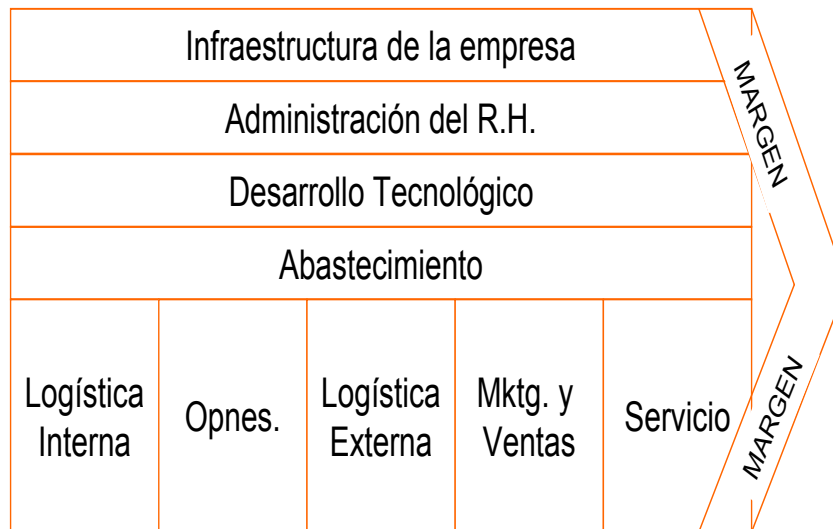 Infraestructura de la empresa
MARGEN
Administración del R.H.
Desarrollo Tecnológico
Abastecimiento
Logística
Interna
Opnes.
Logística
Externa
Mktg. y
Ventas
Servicio
MARGEN